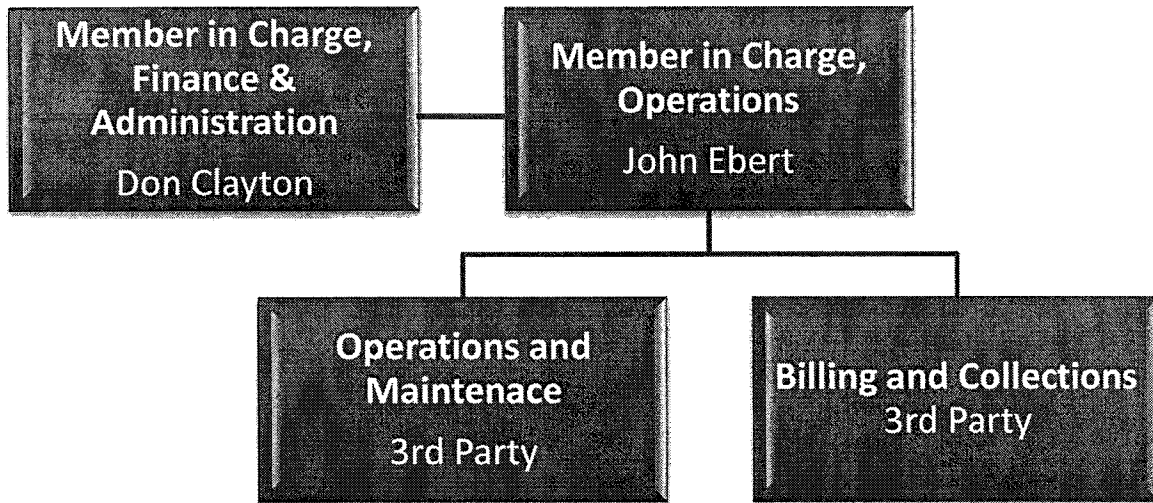 Member in Charge,
Finance &
Administration
Don Clayton
Member in Charge,
Operations
John Ebert
Operations and
Maintenace
3rd Party
Billing and Collections
3rd Party